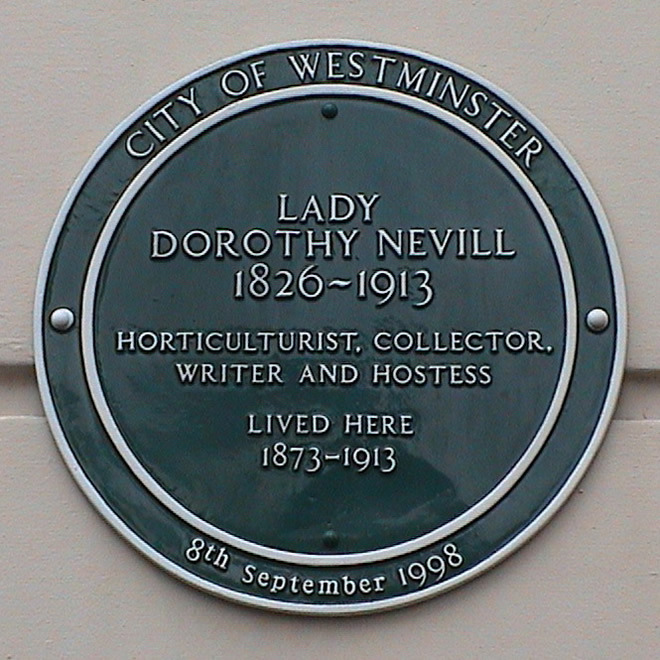 CITY OF WESTMINSTER
LADY
DOROTHY NEVILL
1826~1913
HORTICULTURIST, COLLECTOR,
WRITER AND HOSTESS
LIVED HERE
1873-1913
8th September 1998